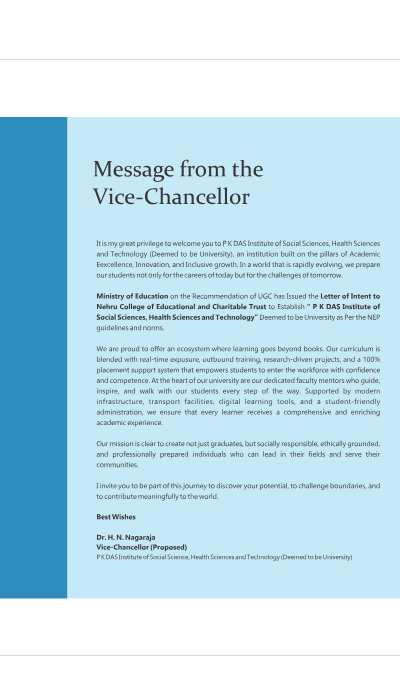 Message from the
Vice-Chancellor
It is my great privilege to welcome you to P K DAS Institute of Social Sciences, Health Sciences
and Technology (Deemed to be University), an institution built on the pillars of Academic
Eexcellence, Innovation, and Inclusive growth. In a world that is rapidly evolving, we prepare
our students not only for the careers of today but for the challenges of tomorrow.
Ministry of Education on the Recommendation of UGC has Issued the Letter of Intent to
Nehru College of Educational and Charitable Trust to Establish " P K DAS Institute of
Social Sciences, Health Sciences and Technology" Deemed to be University as Per the NEP
guidelines and norms.
We are proud to offer an ecosystem where learning goes beyond books. Our curriculum is
blended with real-time exposure, outbound training, research-driven projects, and a 100%
placement support system that empowers students to enter the workforce with confidence
and competence. At the heart of our university are our dedicated faculty mentors who guide,
inspire, and walk with our students every step of the way. Supported by modern
infrastructure, transport facilities, digital learning tools, and a student-friendly
administration, we ensure that every learner receives a comprehensive and enriching
academic experience.
Our mission is clear to create not just graduates, but socially responsible, ethically grounded,
and professionally prepared individuals who can lead in their fields and serve their
communities.
I invite you to be part of this journey to discover your potential, to challenge boundaries, and
to contribute meaningfully to the world.
Best Wishes
Dr. H. N. Nagaraja
Vice-Chancellor (Proposed)
P K DAS Institute of Social Science, Health Sciences and Technology (Deemed to be University)